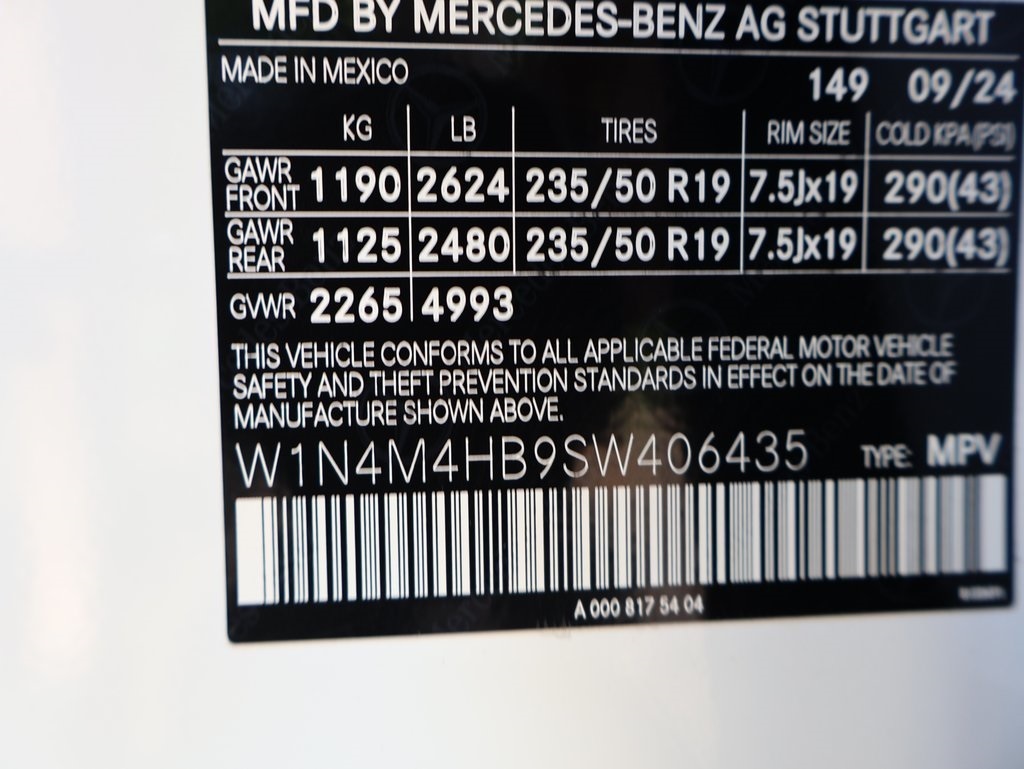 MFD BY MERCEDES-BENZ AG STUTTGART
MADE IN MEXICO 149 09/24
KG LB TIRES RIM SIZE COLD KPA(PSI)
GAWR FRONT 1190 2624 235/50 R19 7.5Jx19 290(43)
GAWR REAR 1125 2480 235/50 R19 7.5Jx19 290(43)
GVWR 2265 4993
THIS VEHICLE CONFORMS TO ALL APPLICABLE FEDERAL MOTOR VEHICLE
SAFETY AND THEFT PREVENTION STANDARDS IN EFFECT ON THE DATE OF
MANUFACTURE SHOWN ABOVE.
W1N4M4HB9SW406435 TYPE: MPV
A 000 817 54 04